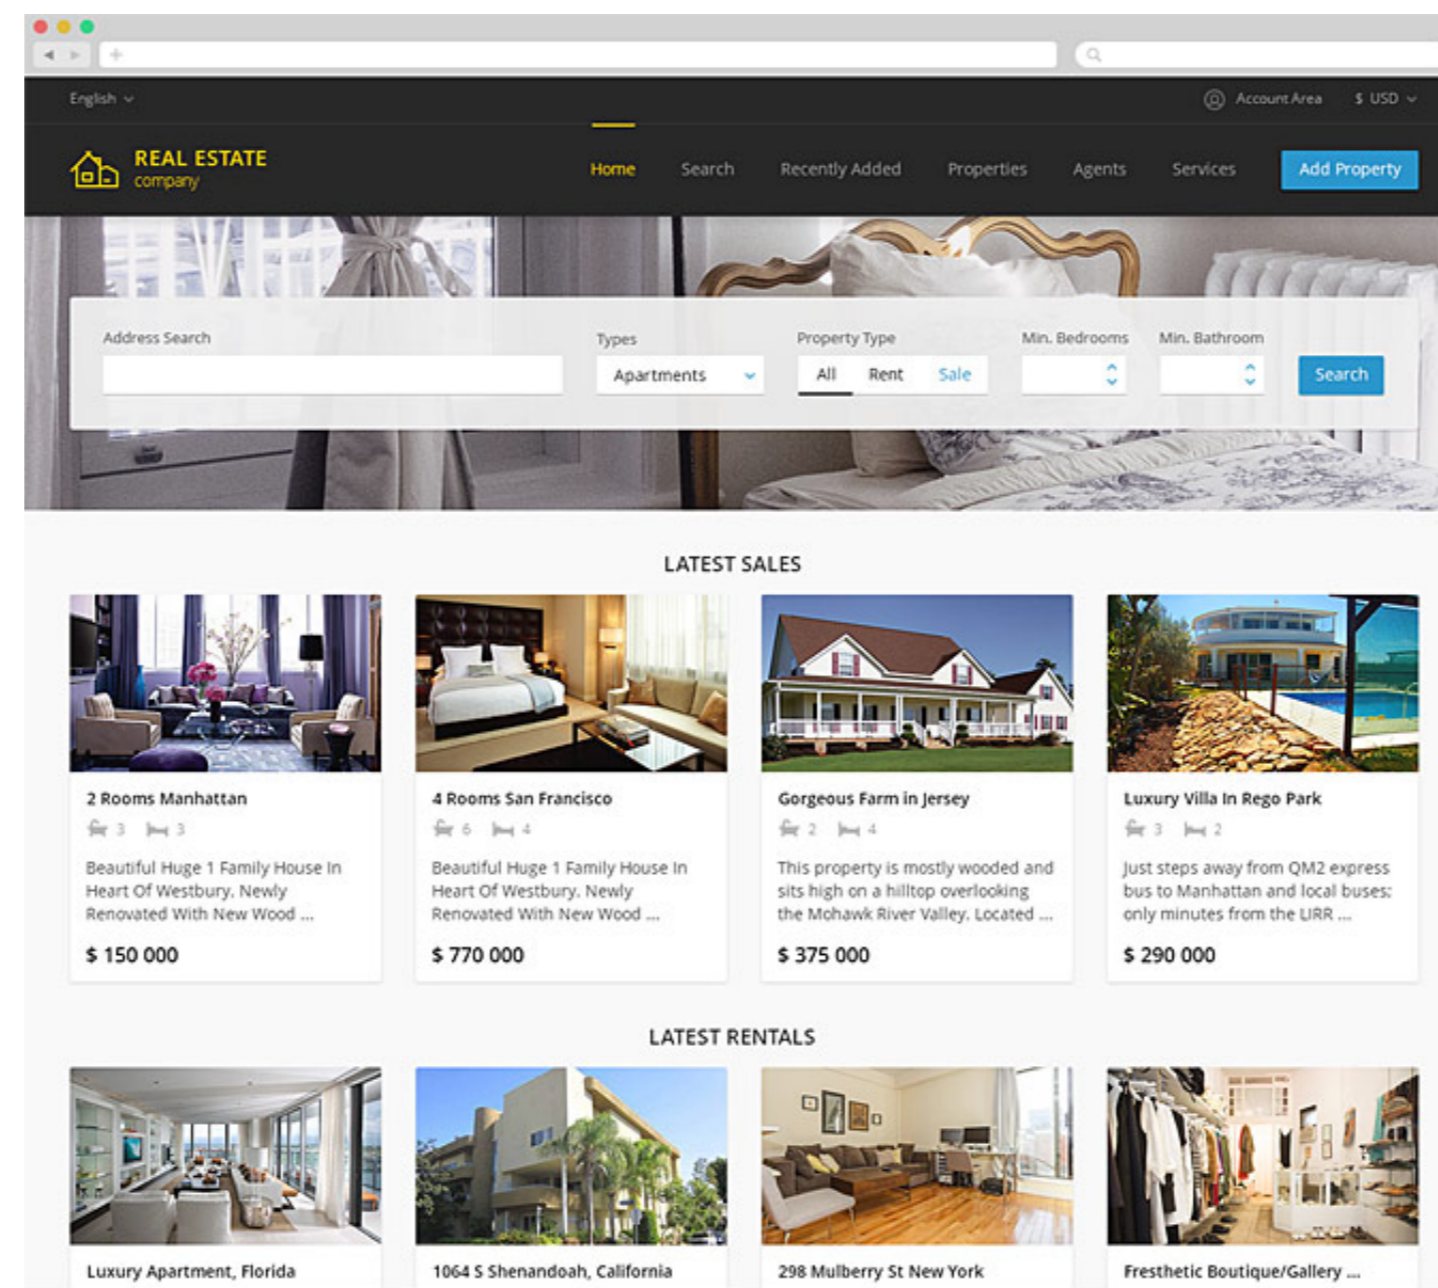 English
Account Area
$ USD
REAL ESTATE
company
Home Search Recently Added Properties Agents Services Add Property
Address Search
Types
Property Type
Min. Bedrooms
Min. Bathroom
Apartments
All Rent Sale
Search
LATEST SALES
2 Rooms Manhattan
3 3
Beautiful Huge 1 Family House In
Heart Of Westbury. Newly
Renovated With New Wood ...
$ 150 000
4 Rooms San Francisco
6 4
Beautiful Huge 1 Family House In
Heart Of Westbury. Newly
Renovated With New Wood ...
$ 770 000
Gorgeous Farm in Jersey
2 4
This property is mostly wooded and
sits high on a hilltop overlooking
the Mohawk River Valley. Located ...
$ 375 000
Luxury Villa In Rego Park
3 2
Just steps away from QM2 express
bus to Manhattan and local buses;
only minutes from the LIRR ...
$ 290 000
LATEST RENTALS
Luxury Apartment, Florida
1064 S Shenandoah, California
298 Mulberry St New York
Fresthetic Boutique/Gallery ...